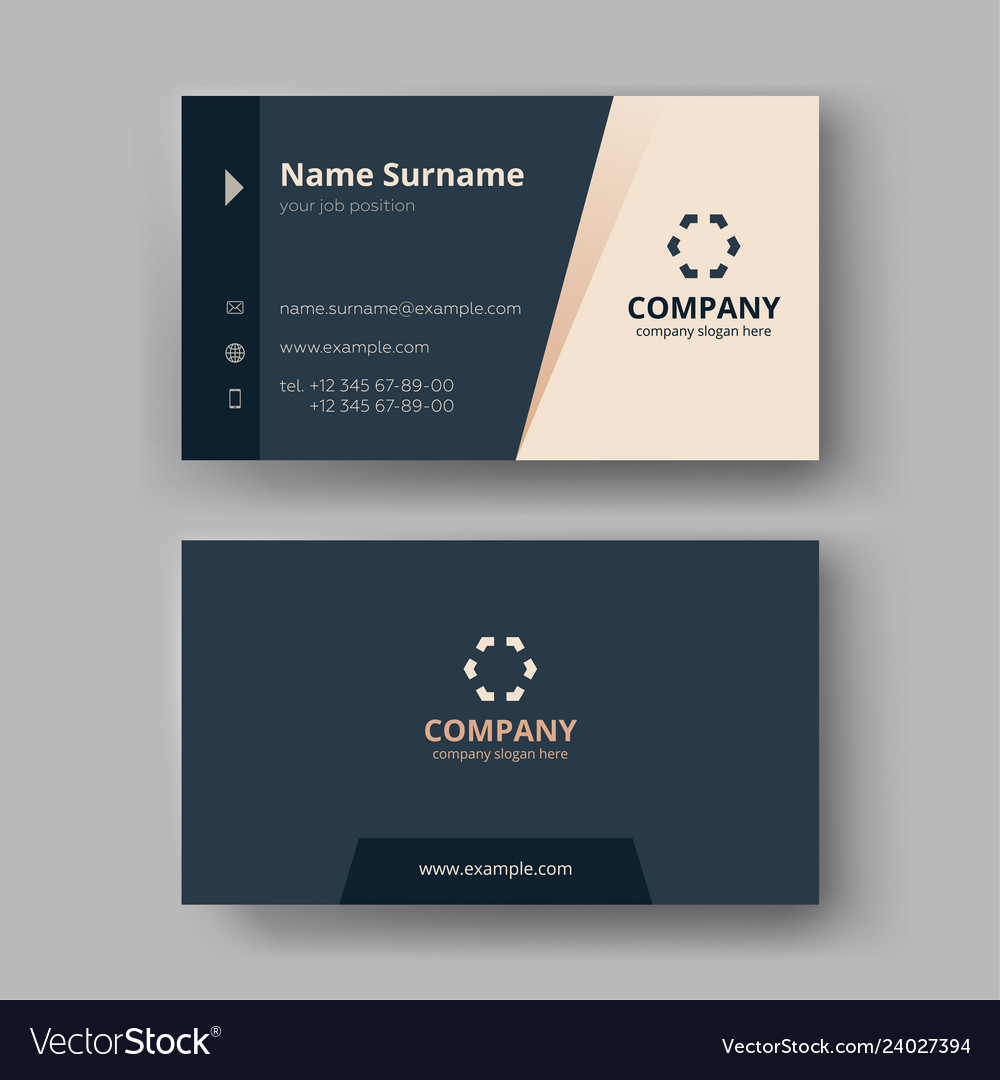 Name Surname
your job position
name.surname@example.com
www.example.com
tel. +12 345 67-89-00
+12 345 67-89-00
COMPANY
company slogan here
COMPANY
company slogan here
www.example.com
VectorStock®
VectorStock.com/24027394